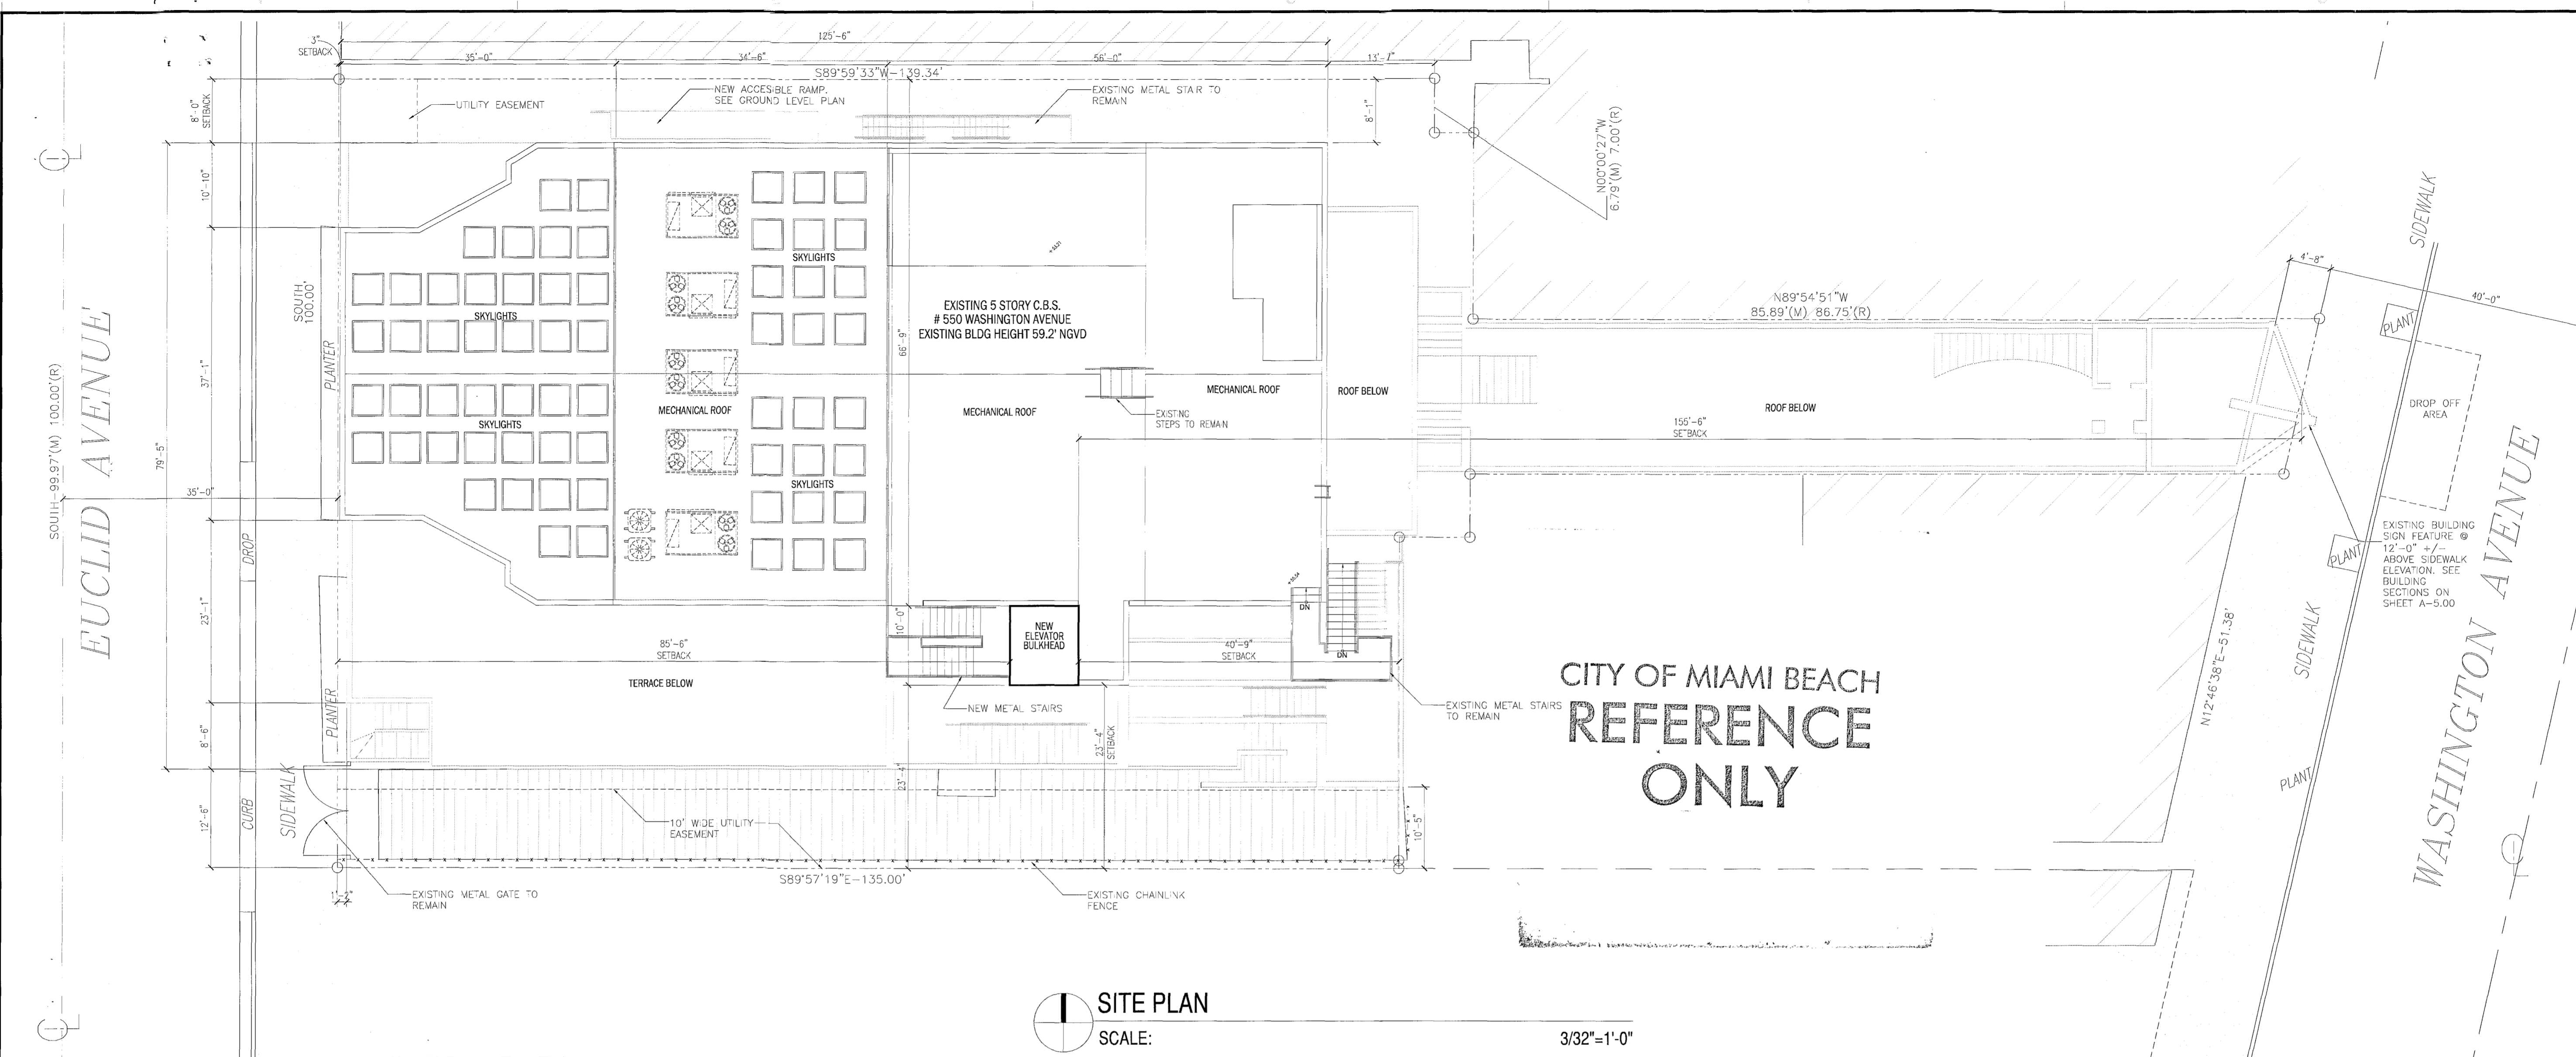 3"
SETBACK
125'-6"
35'-0"
34'-6"
56'-0"
13'-7"
S89°59'33"W-139.34'
8'-0"
SETBACK
UTILITY EASEMENT
NEW ACCESIBLE RAMP.
SEE GROUND LEVEL PLAN
EXISTING METAL STAIR TO
REMAIN
8'-1"
N00°00'27"W
6.79'(M) 7.00'(R)
10'-10"
SOUTH
100.00'
PLANTER
EUCLID AVENUE
SOUTH-99.97'(M) 100.00'(R)
37'-1"
79'-5"
35'-0"
SKYLIGHTS
SKYLIGHTS
SKYLIGHTS
SKYLIGHTS
MECHANICAL ROOF
EXISTING 5 STORY C.B.S.
# 550 WASHINGTON AVENUE
EXISTING BLDG HEIGHT 59.2' NGVD
66'-9"
MECHANICAL ROOF
MECHANICAL ROOF
EXISTING
STEPS TO REMAIN
ROOF BELOW
ROOF BELOW
155'-6"
SETBACK
N89°54'51"W
85.89'(M) 86.75'(R)
4'-8"
40'-0"
SIDEWALK
PLANT
DROP OFF
AREA
PLANT
EXISTING BUILDING
SIGN FEATURE @
12'-0" +/-
ABOVE SIDEWALK
ELEVATION. SEE
BUILDING
SECTIONS ON
SHEET A-5.00
WASHINGTON AVENUE
SIDEWALK
PLANT
N12°46'38"E-51.38'
DROP
CURB
SIDEWALK
PLANTER
23'-1"
8'-6"
12'-6"
85'-6"
SETBACK
TERRACE BELOW
10'-0"
NEW
ELEVATOR
BULKHEAD
40'-9"
SETBACK
DN
DN
NEW METAL STAIRS
EXISTING METAL STAIRS
TO REMAIN
23'-4"
SETBACK
23'-4"
10'-5"
10' WIDE UTILITY
EASEMENT
S89°57'19"E-135.00'
1'-2"
EXISTING METAL GATE TO
REMAIN
EXISTING CHAINLINK
FENCE
CITY OF MIAMI BEACH
REFERENCE
ONLY
SITE PLAN
SCALE:
3/32"=1'-0"